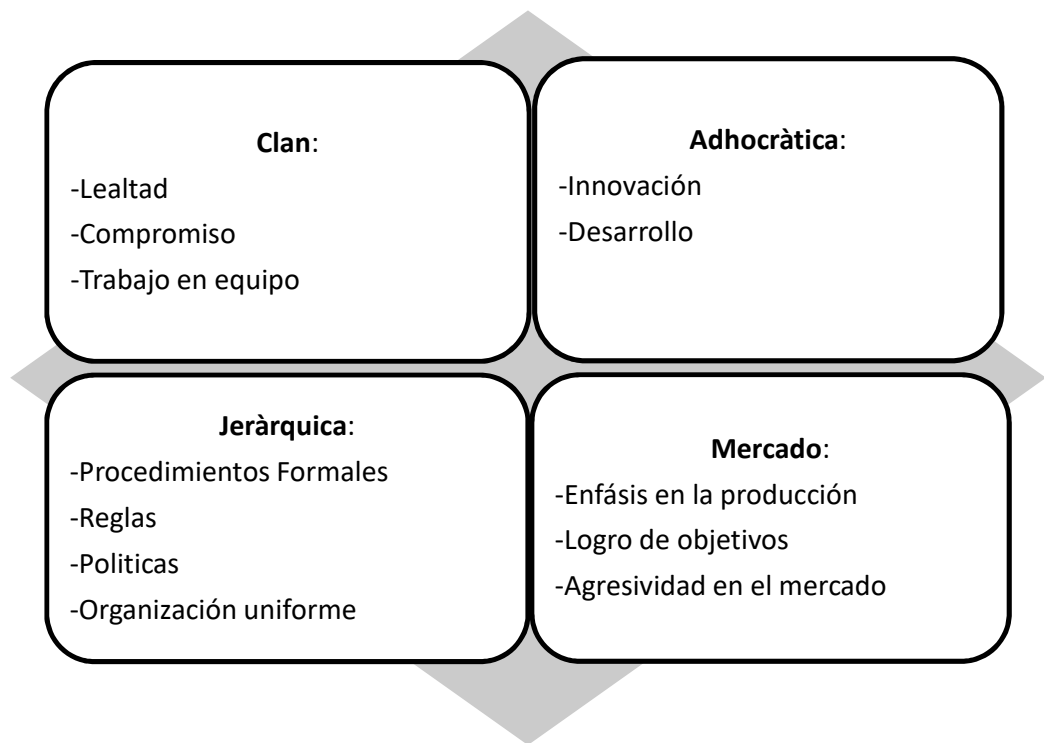 Clan:
-Lealtad
-Compromiso
-Trabajo en equipo
Adhocràtica:
-Innovación
-Desarrollo
Jeràrquica:
-Procedimientos Formales
-Reglas
-Politicas
-Organización uniforme
Mercado:
-Enfásis en la producción
-Logro de objetivos
-Agresividad en el mercado